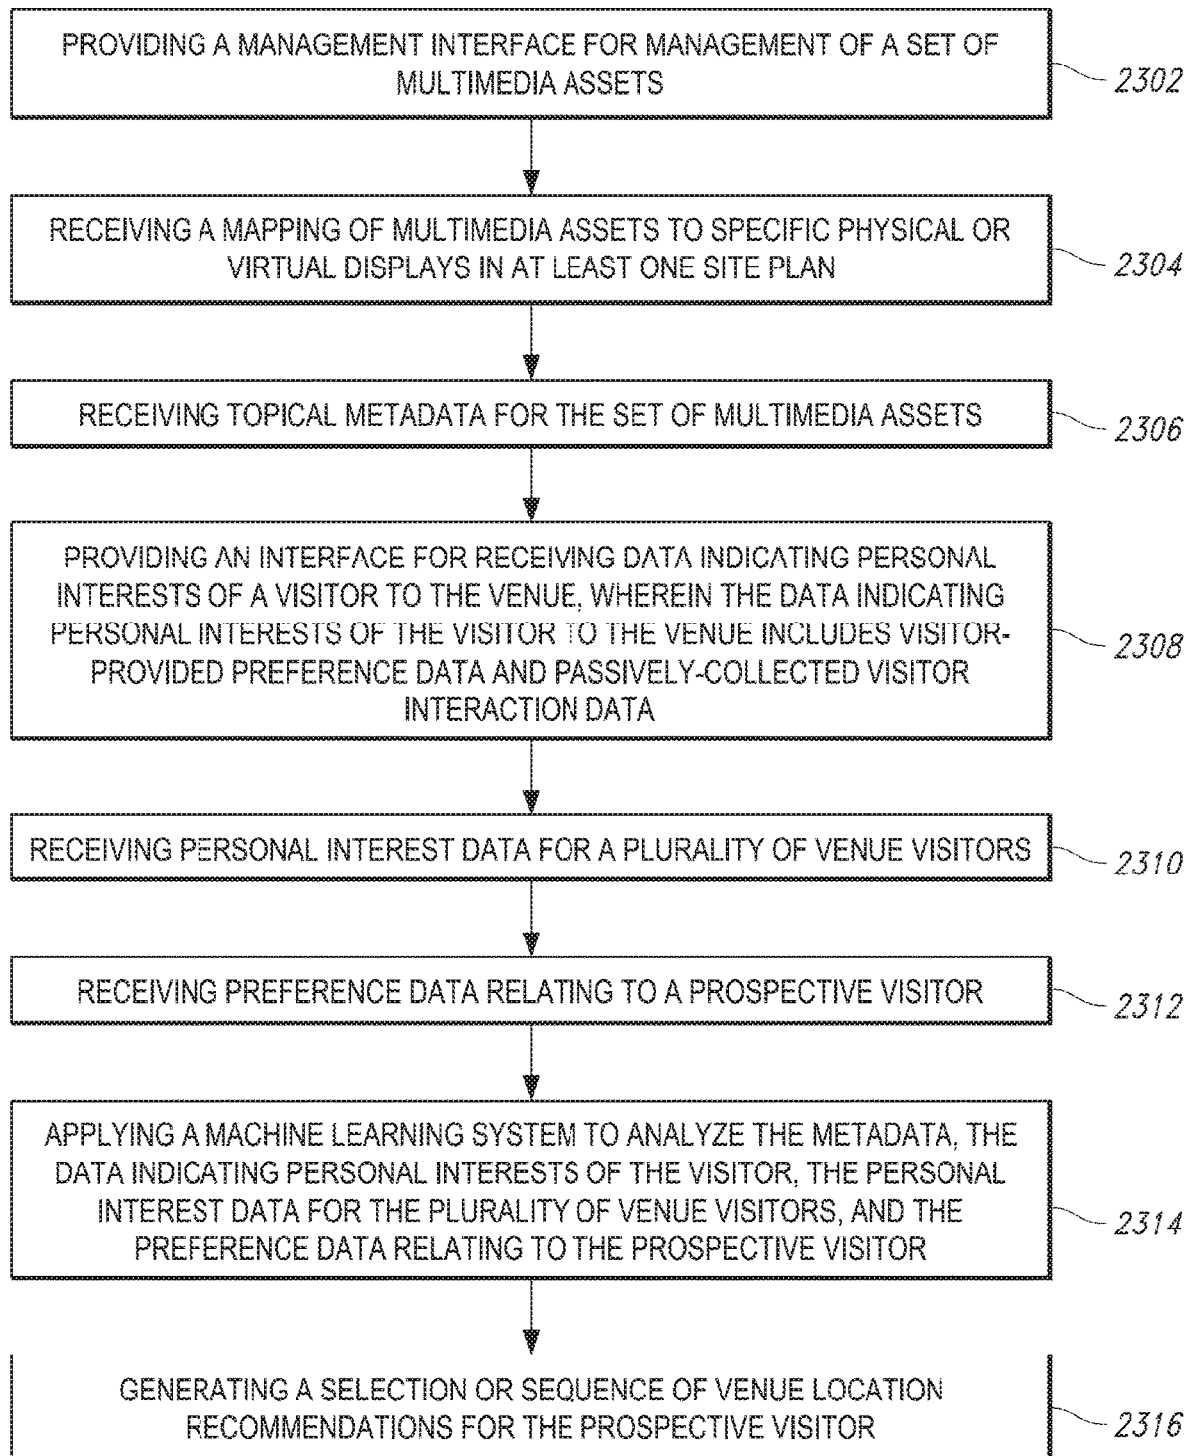 PROVIDING A MANAGEMENT INTERFACE FOR MANAGEMENT OF A SET OF
MULTIMEDIA ASSETS
2302
RECEIVING A MAPPING OF MULTIMEDIA ASSETS TO SPECIFIC PHYSICAL OR
VIRTUAL DISPLAYS IN AT LEAST ONE SITE PLAN
2304
RECEIVING TOPICAL METADATA FOR THE SET OF MULTIMEDIA ASSETS
2306
PROVIDING AN INTERFACE FOR RECEIVING DATA INDICATING PERSONAL
INTERESTS OF A VISITOR TO THE VENUE, WHEREIN THE DATA INDICATING
PERSONAL INTERESTS OF THE VISITOR TO THE VENUE INCLUDES VISITOR-
PROVIDED PREFERENCE DATA AND PASSIVELY-COLLECTED VISITOR
INTERACTION DATA
2308
RECEIVING PERSONAL INTEREST DATA FOR A PLURALITY OF VENUE VISITORS
2310
RECEIVING PREFERENCE DATA RELATING TO A PROSPECTIVE VISITOR
2312
APPLYING A MACHINE LEARNING SYSTEM TO ANALYZE THE METADATA, THE
DATA INDICATING PERSONAL INTERESTS OF THE VISITOR, THE PERSONAL
INTEREST DATA FOR THE PLURALITY OF VENUE VISITORS, AND THE
PREFERENCE DATA RELATING TO THE PROSPECTIVE VISITOR
2314
GENERATING A SELECTION OR SEQUENCE OF VENUE LOCATION
RECOMMENDATIONS FOR THE PROSPECTIVE VISITOR
2316